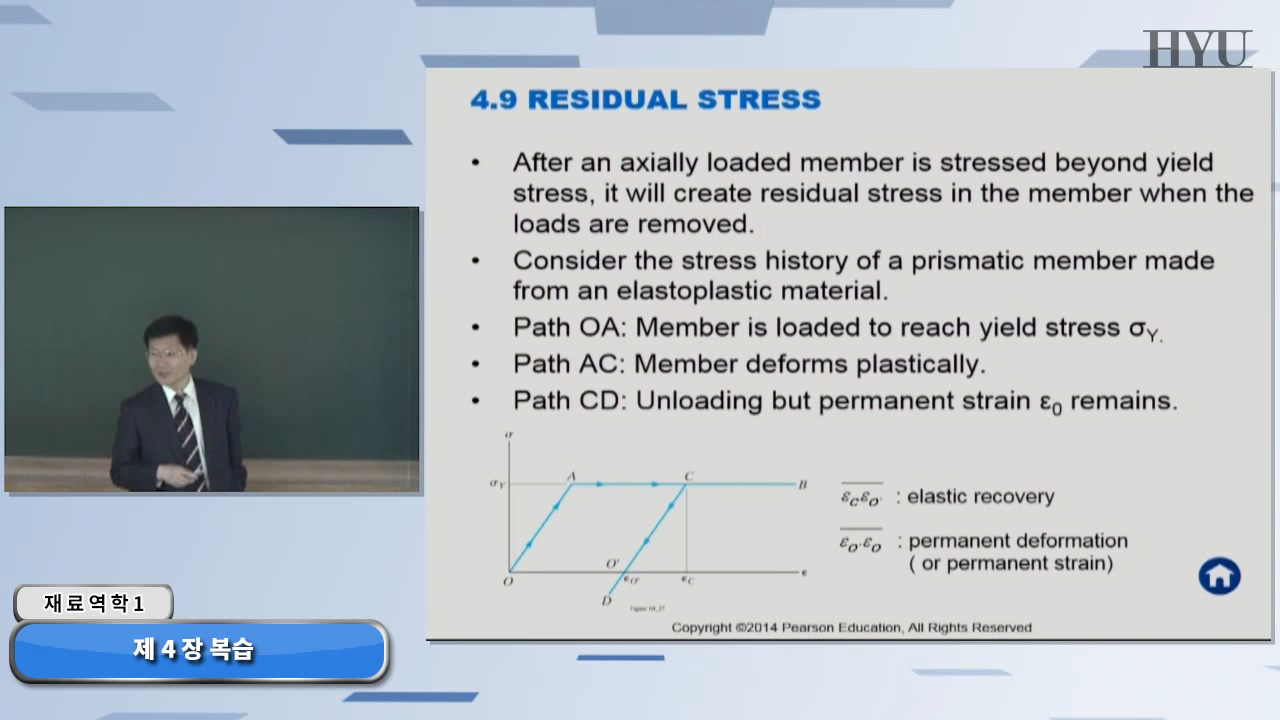 HYU
4.9 RESIDUAL STRESS
• After an axially loaded member is stressed beyond yield
stress, it will create residual stress in the member when the
loads are removed.
• Consider the stress history of a prismatic member made
from an elastoplastic material.
• Path OA: Member is loaded to reach yield stress σY.
• Path AC: Member deforms plastically.
• Path CD: Unloading but permanent strain ε0 remains.
σ
σY
A
C
B
O
O'
εO'
εC
ε
D
εCεO' : elastic recovery
εO'εO : permanent deformation
( or permanent strain)
Copyright ©2014 Pearson Education, All Rights Reserved
재료역학1
제 4 장 복습